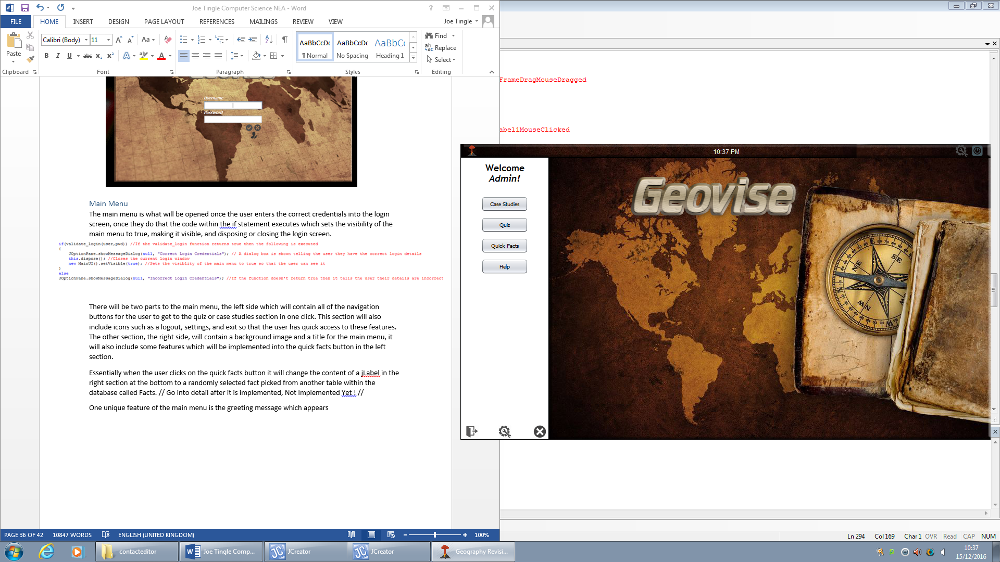 Joe Tingle Computer Science NEA - Word
FILE HOME INSERT DESIGN PAGE LAYOUT REFERENCES MAILINGS REVIEW VIEW
Joe Tingle
Paste
Calibri (Body) 11
Aa
B I U abc x₂ x² A ab A
AaBbCcDc AaBbCcDc AaBbCc
¶ Normal No Spacing Heading 1
Find
Replace
Select
Clipboard Font Paragraph Styles Editing
Username
Password
Main Menu
The main menu is what will be opened once the user enters the correct credentials into the login
screen, once they do that the code within the if statement executes which sets the visibility of the
main menu to true, making it visible, and disposing or closing the login screen.
if(validate_login(user,pwd)) //If the validate_login function returns true then the following is executed
{
JOptionPane.showMessageDialog(null, "Correct Login Credentials"); // A dialog box is shown telling the user they have the correct login details
this.dispose(); //Closes the current login window
new MainUI().setVisible(true); //Sets the visiblity of the main menu to true so that the user can see it
}
else
JOptionPane.showMessageDialog(null, "Incorrect Login Credentials"); //If the function doesn't return true then it tells the user their details are incorrect
There will be two parts to the main menu, the left side which will contain all of the navigation
buttons for the user to get to the quiz or case studies section in one click. This section will also
include icons such as a logout, settings, and exit so that the user has quick access to these features.
The other section, the right side, will contain a background image and a title for the main menu, it
will also include some features which will be implemented into the quick facts button in the left
section.
Essentially when the user clicks on the quick facts button it will change the content of a jLabel in the
right section at the bottom to a randomly selected fact picked from another table within the
database called Facts. // Go into detail after it is implemented, Not Implemented Yet ! //
One unique feature of the main menu is the greeting message which appears
PAGE 36 OF 42 10847 WORDS ENGLISH (UNITED KINGDOM) 100%
FrameDragMouseDragged
abel1MouseClicked
10:37 PM
Welcome
Admin!
Case Studies
Quiz
Quick Facts
Help
Geovise
E
SE
NE
N
NW
W
Ln 294 Col 169 Char 1 OVR Read CAP NUM
contacteditor
Joe Tingle Comp...
JCreator
JCreator
Geography Revisi...
10:37
15/12/2016